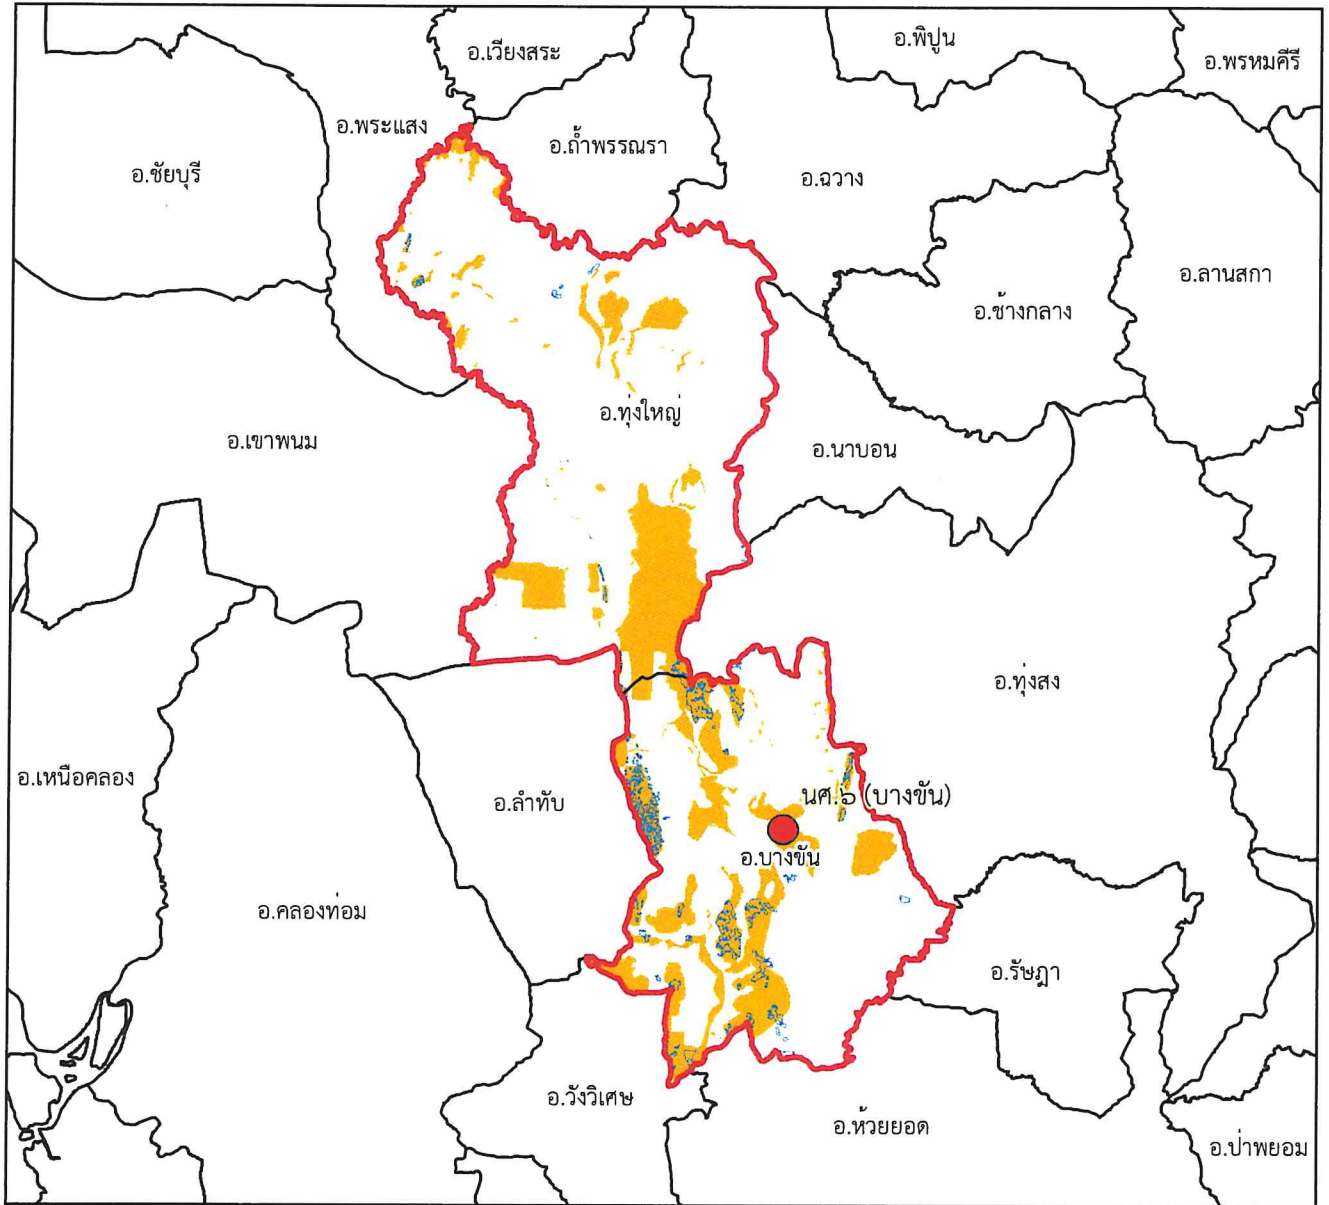 อ.พิปูน
อ.เวียงสระ
อ.พรหมคีรี
อ.พระแสง
อ.ถ้ำพรรณรา
อ.ชัยบุรี
อ.ฉวาง
อ.ลานสกา
อ.ช้างกลาง
อ.ทุ่งใหญ่
อ.เขาพนม
อ.นาบอน
อ.ทุ่งสง
อ.เหนือคลอง
อ.ลำทับ
นศ.๖ (บางขัน)
อ.บางขัน
อ.คลองท่อม
อ.รัษฎา
อ.วังวิเศษ
อ.ห้วยยอด
อ.ป่าพยอม